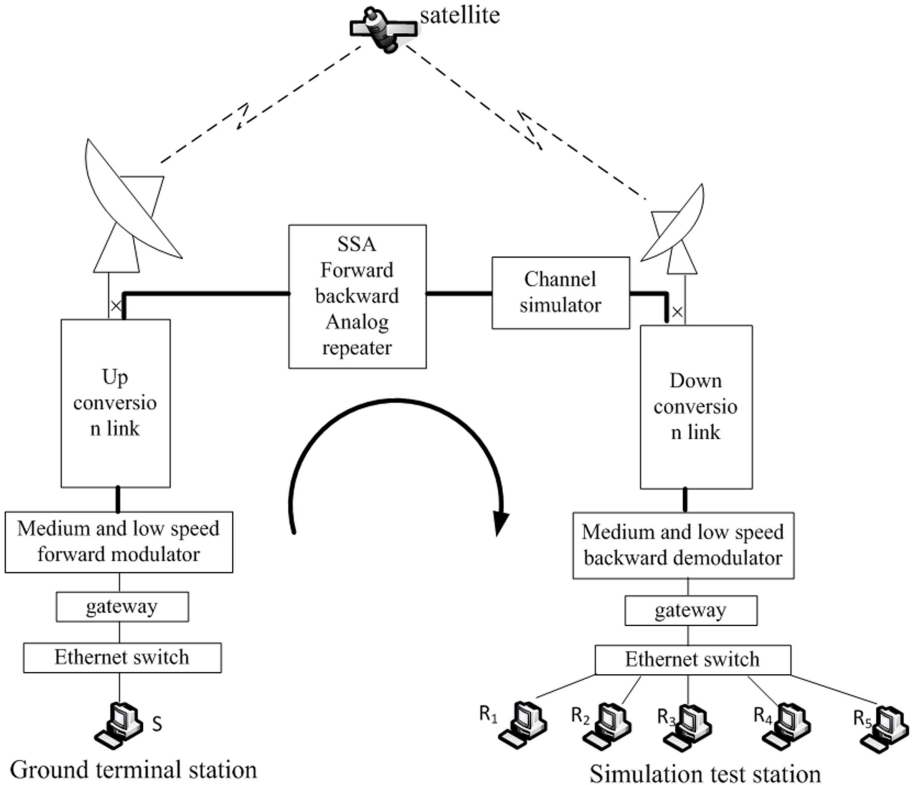 satellite
SSA
Forward
backward
Analog
repeater
Channel
simulator
×
×
Up
conversio
n link
Down
conversio
n link
Medium and low speed
forward modulator
Medium and low speed
backward demodulator
gateway
gateway
Ethernet switch
Ethernet switch
S
R1
R2
R3
R4
R5
Ground terminal station
Simulation test station